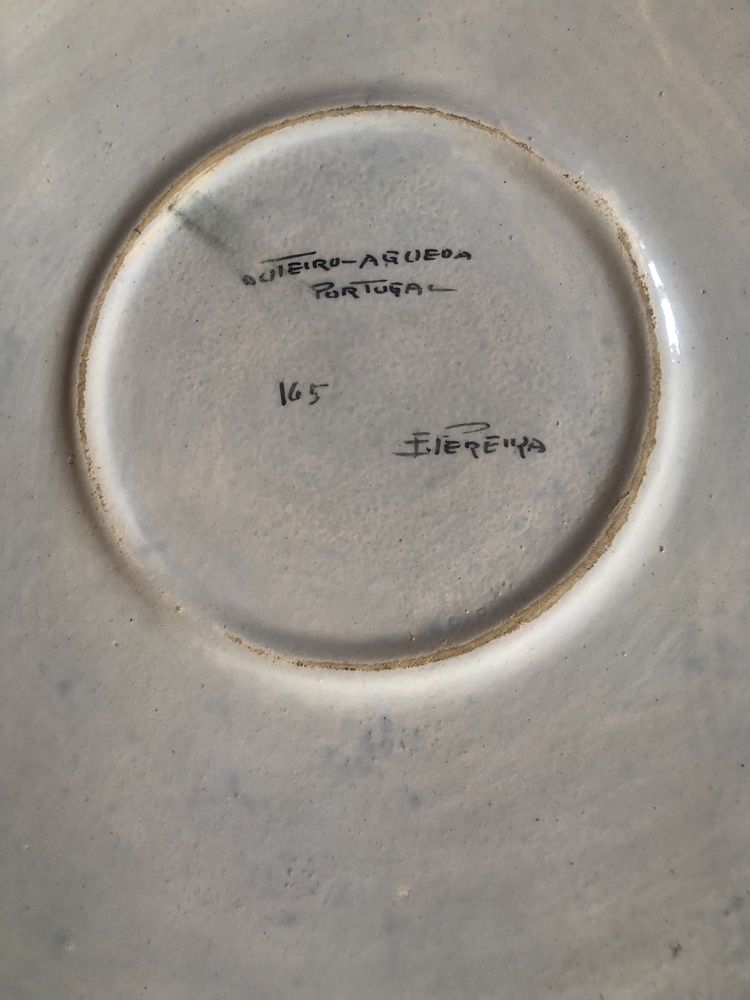 OUTEIRO-AGUEDA
PORTUGAL
165
E.PEREIRA